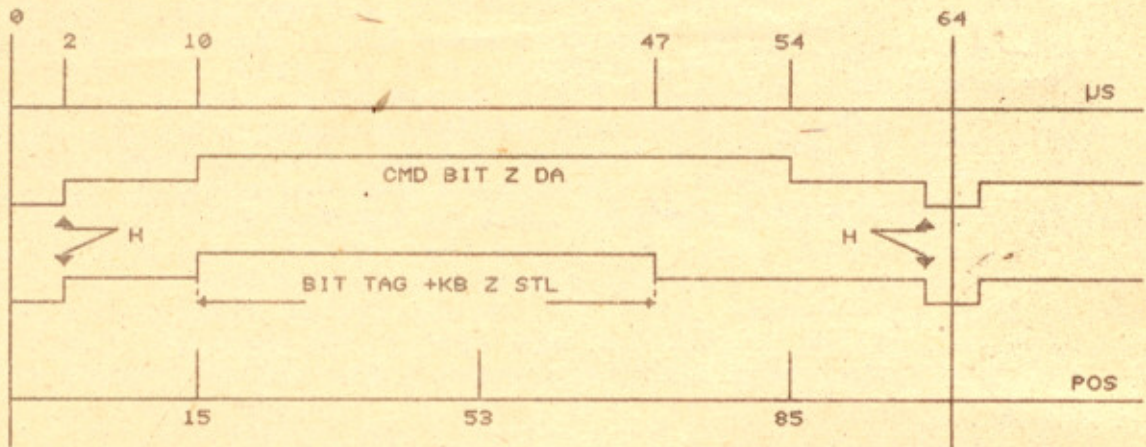 0 64
2 10 47 54
µS
CMD BIT Z DA
H H
BIT TAG +KB Z STL
POS
15 53 85